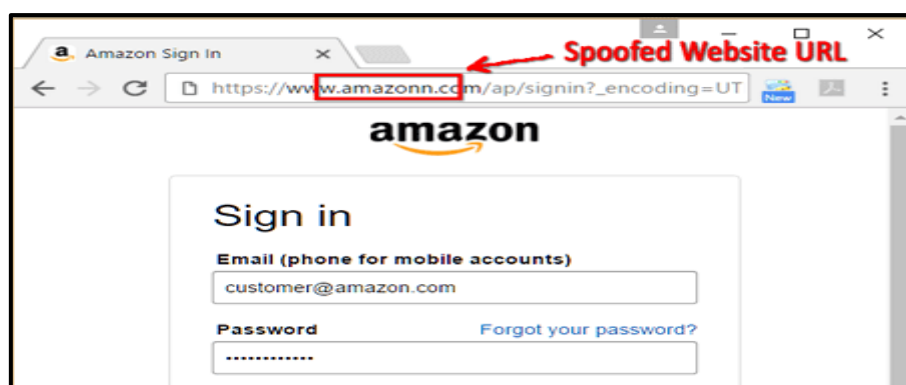 Amazon Sign In
Spoofed Website URL
https://www.amazonn.com/ap/signin?_encoding=UT
New
amazon
Sign in
Email (phone for mobile accounts)
customer@amazon.com
Password Forgot your password?
••••••••••••